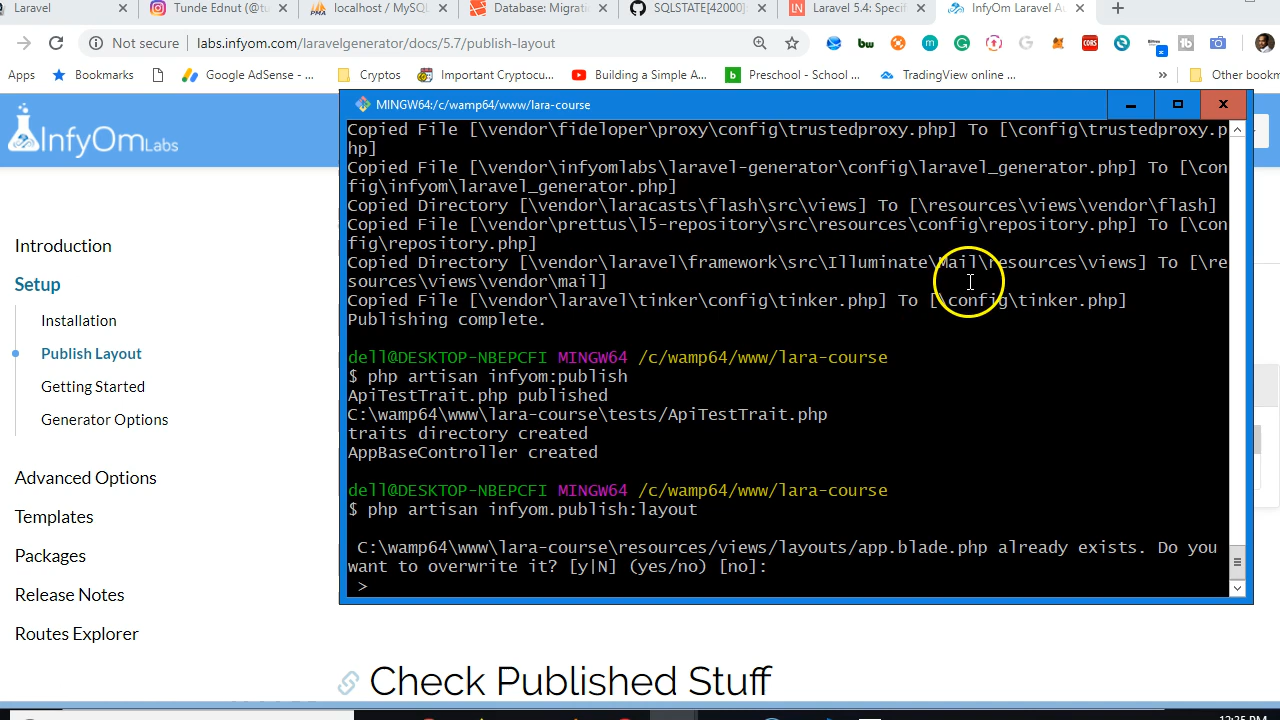 Laravel
Tunde Ednut (@tu
localhost / MySQL
Database: Migrati
SQLSTATE[42000]
Laravel 5.4: Specif
InfyOm Laravel A
Not secure | labs.infyom.com/laravelgenerator/docs/5.7/publish-layout
Apps
Bookmarks
Google AdSense - ...
Cryptos
Important Cryptocu...
Building a Simple A...
Preschool - School ...
TradingView online ...
»
Other bookm
InfyOmLabs
Introduction
Setup
Installation
Publish Layout
Getting Started
Generator Options
Advanced Options
Templates
Packages
Release Notes
Routes Explorer
MINGW64:/c/wamp64/www/lara-course
Copied File [\vendor\fideloper\proxy\config\trustedproxy.php] To [\config\trustedproxy.p
hp]
Copied File [\vendor\infyomlabs\laravel-generator\config\laravel_generator.php] To [\con
fig\infyom\laravel_generator.php]
Copied Directory [\vendor\laracasts\flash\src\views] To [\resources\views\vendor\flash]
Copied File [\vendor\prettus\l5-repository\src\resources\config\repository.php] To [\con
fig\repository.php]
Copied Directory [\vendor\laravel\framework\src\Illuminate\Mail\resources\views] To [\re
sources\views\vendor\mail]
Copied File [\vendor\laravel\tinker\config\tinker.php] To [\config\tinker.php]
Publishing complete.
dell@DESKTOP-NBEPCFI MINGW64 /c/wamp64/www/lara-course
$ php artisan infyom:publish
ApiTestTrait.php published
C:\wamp64\www\lara-course\tests/ApiTestTrait.php
traits directory created
AppBaseController created
dell@DESKTOP-NBEPCFI MINGW64 /c/wamp64/www/lara-course
$ php artisan infyom.publish:layout
C:\wamp64\www\lara-course\resources/views/layouts/app.blade.php already exists. Do you
want to overwrite it? [y|N] (yes/no) [no]:
>
Check Published Stuff